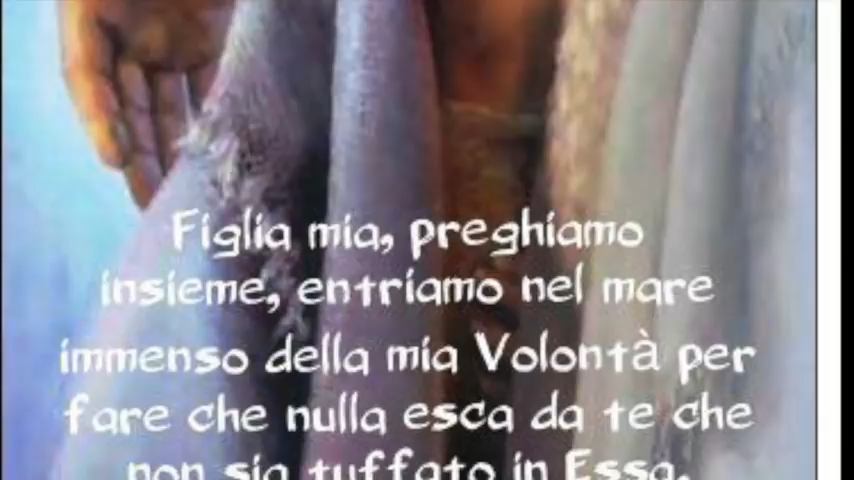 Figlia mia, preghiamo
insieme, entriamo nel mare
immenso della mia Volontà per
fare che nulla esca da te che
non sia tuffato in Essa.